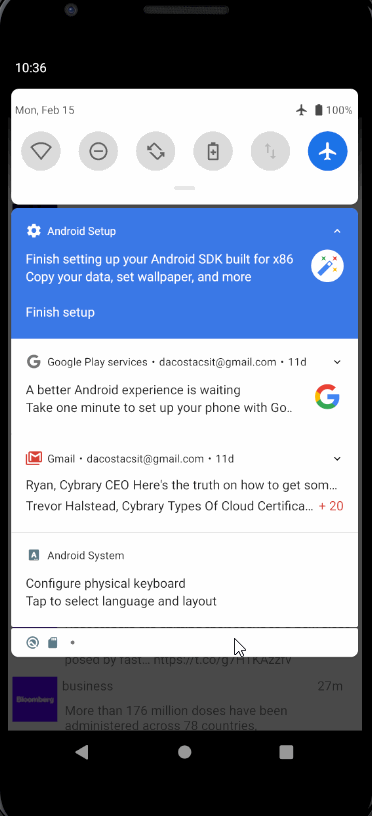 10:36
Mon, Feb 15
100%
Android Setup
Finish setting up your Android SDK built for x86
Copy your data, set wallpaper, and more
Finish setup
Google Play services • dacostacsit@gmail.com • 11d
A better Android experience is waiting
Take one minute to set up your phone with Go..
Gmail • dacostacsit@gmail.com • 11d
Ryan, Cybrary CEO Here's the truth on how to get som...
Trevor Halstead, Cybrary Types Of Cloud Certifica... + 20
Android System
Configure physical keyboard
Tap to select language and layout
posed by fast... https://t.co/g7H1KAzzIV
business 27m
Bloomberg
More than 176 million doses have been
administered across 78 countries.